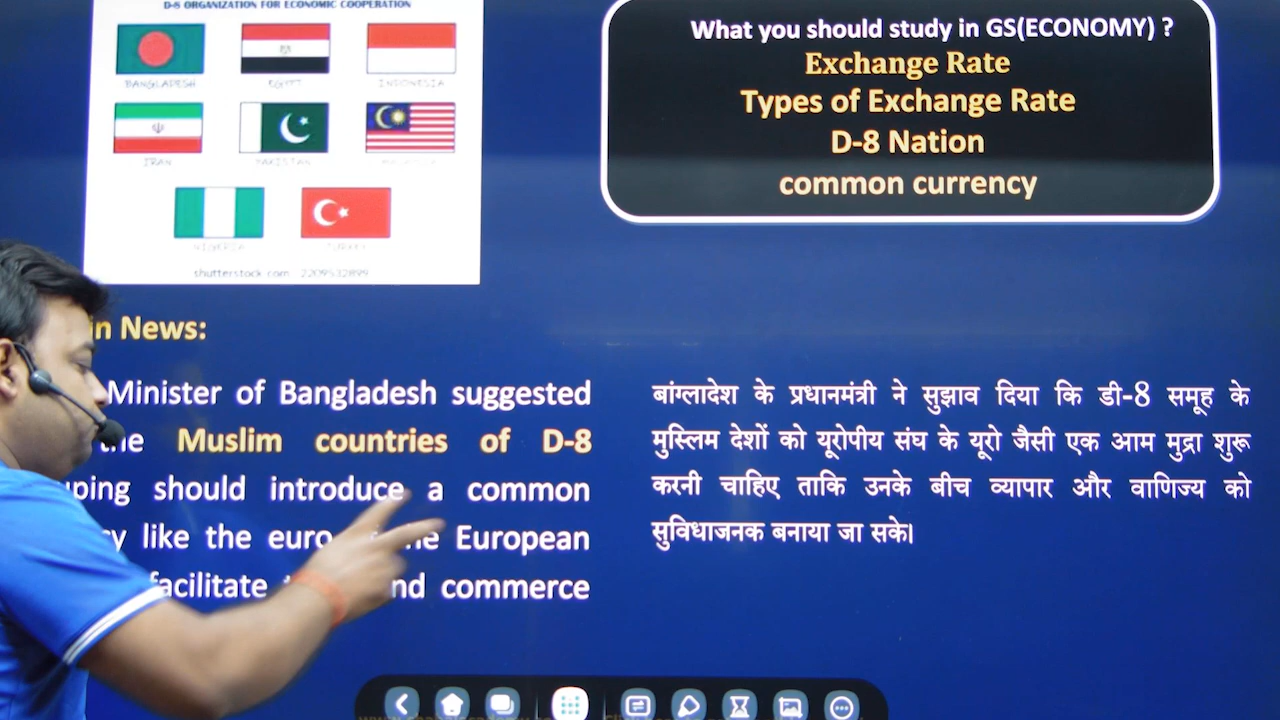 D-8 ORGANIZATION FOR ECONOMIC COOPERATION
BANGLADESH
EGYPT
INDONESIA
IRAN
PAKISTAN
MALAYSIA
NIGERIA
TURKEY
shutterstock.com · 2209532899
What you should study in GS(ECONOMY) ?
Exchange Rate
Types of Exchange Rate
D-8 Nation
common currency
in News:
Minister of Bangladesh suggested
the Muslim countries of D-8
should introduce a common
like the euro European
facilitate commerce
बांग्लादेश के प्रधानमंत्री ने सुझाव दिया कि डी-8 समूह के
मुस्लिम देशों को यूरोपीय संघ के यूरो जैसी एक आम मुद्रा शुरू
करनी चाहिए ताकि उनके बीच व्यापार और वाणिज्य को
सुविधाजनक बनाया जा सके।